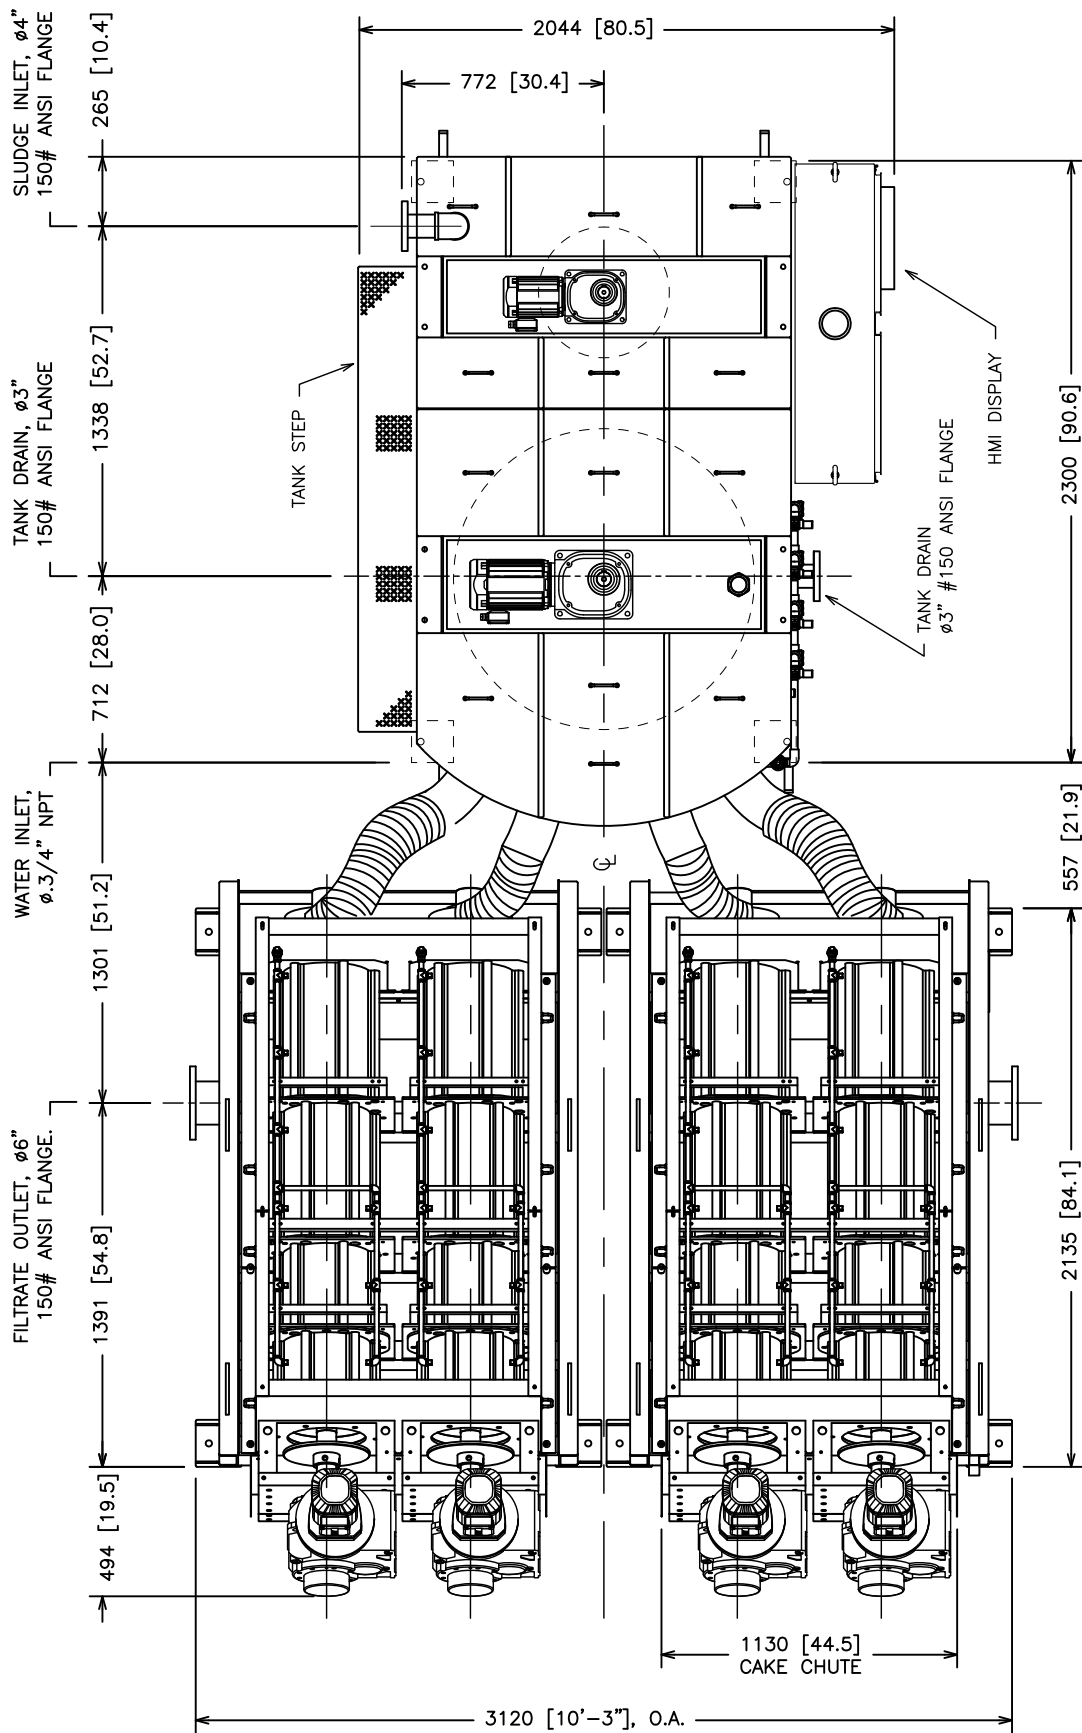 2044 [80.5]
772 [30.4]
SLUDGE INLET, ø4"
150# ANSI FLANGE
265 [10.4]
1338 [52.7]
TANK DRAIN, ø3"
150# ANSI FLANGE
712 [28.0]
WATER INLET,
ø.3/4" NPT
1301 [51.2]
FILTRATE OUTLET, ø6"
150# ANSI FLANGE.
1391 [54.8]
494 [19.5]
TANK STEP
HMI DISPLAY
TANK DRAIN
ø3" #150 ANSI FLANGE
2300 [90.6]
557 [21.9]
2135 [84.1]
CL
1130 [44.5]
CAKE CHUTE
3120 [10'-3"], O.A.